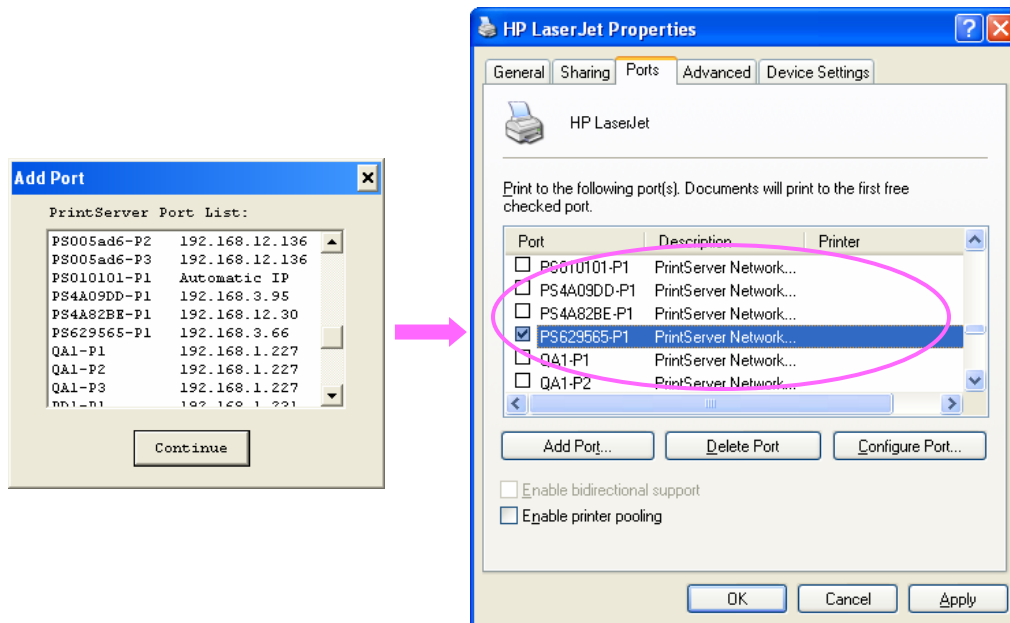 Add Port
PrintServer Port List:
PS005ad6-P2 192.168.12.136
PS005ad6-P3 192.168.12.136
PS010101-P1 Automatic IP
PS4A09DD-P1 192.168.3.95
PS4A82BE-P1 192.168.12.30
PS629565-P1 192.168.3.66
QA1-P1 192.168.1.227
QA1-P2 192.168.1.227
QA1-P3 192.168.1.227
Continue
HP LaserJet Properties
General Sharing Ports Advanced Device Settings
HP LaserJet
Print to the following port(s). Documents will print to the first free
checked port.
Port Description Printer
PS010101-P1 PrintServer Network...
PS4A09DD-P1 PrintServer Network...
PS4A82BE-P1 PrintServer Network...
PS629565-P1 PrintServer Network...
QA1-P1 PrintServer Network...
QA1-P2 PrintServer Network...
Add Port... Delete Port Configure Port...
Enable bidirectional support
Enable printer pooling
OK Cancel Apply